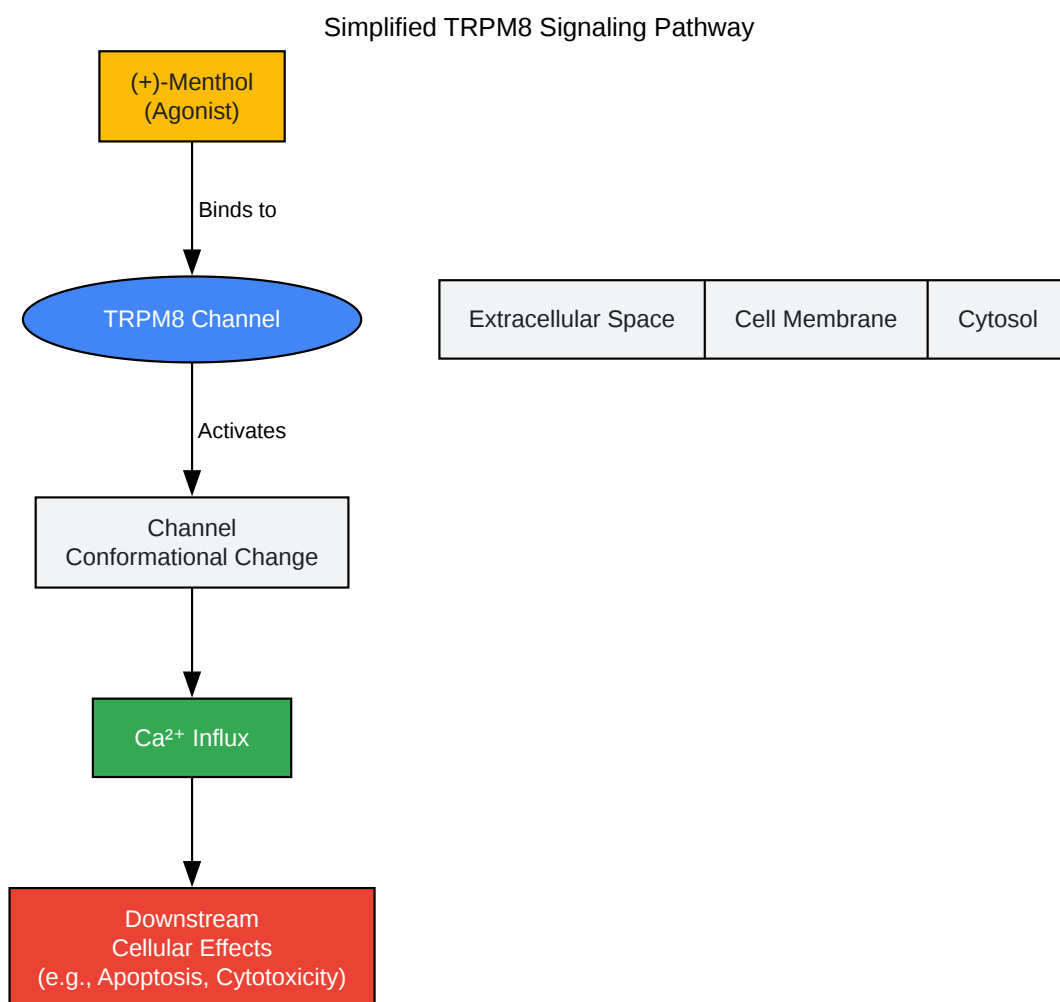 Simplified TRPM8 Signaling Pathway
(+)-Menthol
(Agonist)
Binds to
TRPM8 Channel
Extracellular Space
Cell Membrane
Cytosol
Activates
Channel
Conformational Change
Ca²⁺ Influx
Downstream
Cellular Effects
(e.g., Apoptosis, Cytotoxicity)